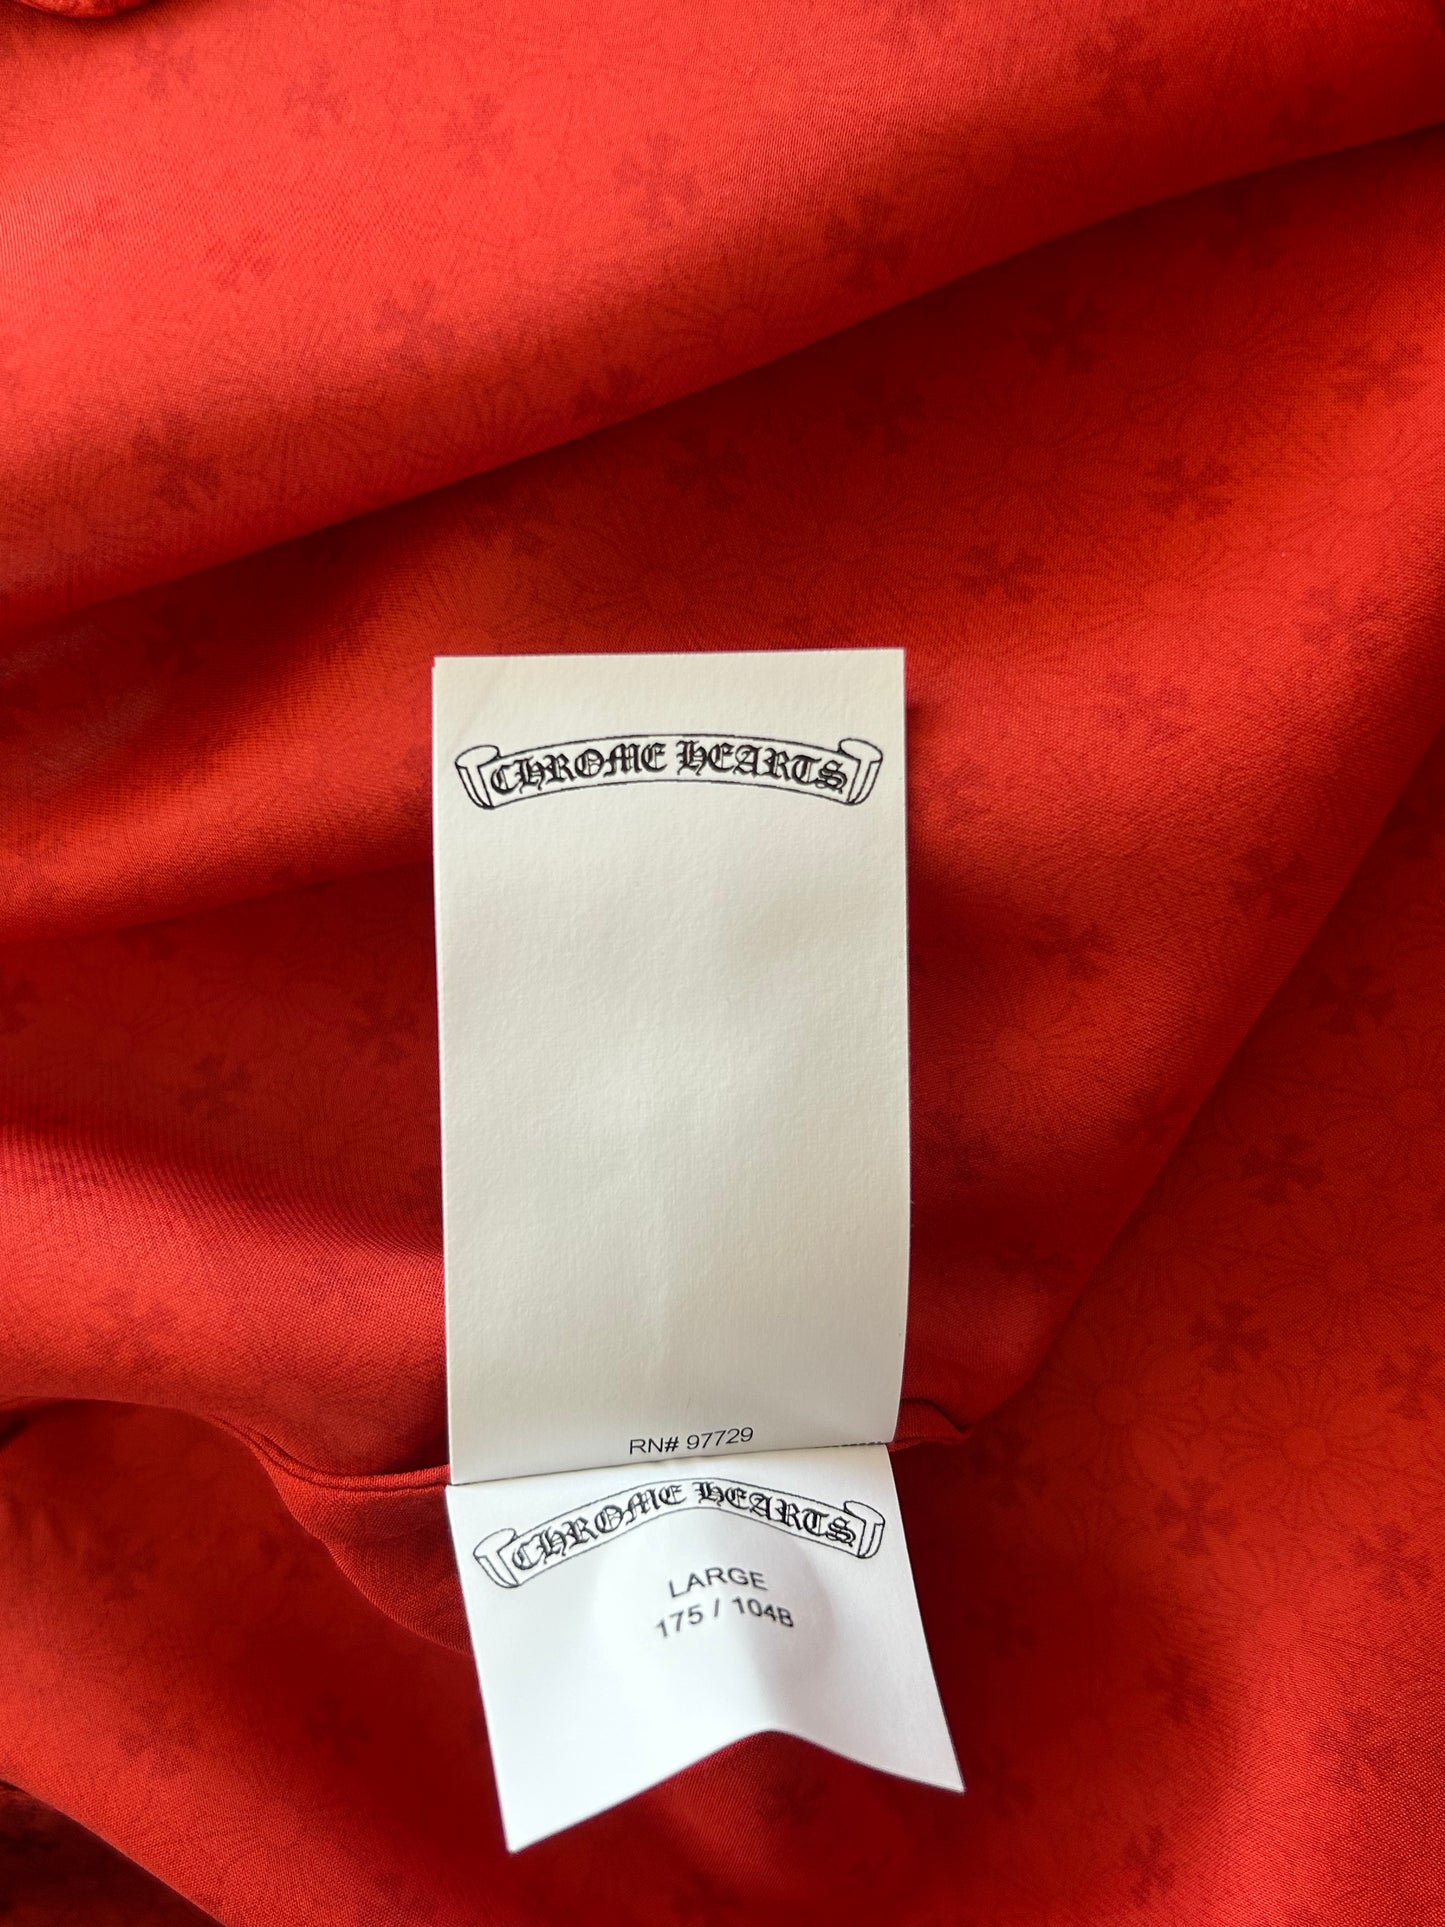 CHROME HEARTS
RN# 97729
CHROME HEARTS
LARGE
175 / 104B